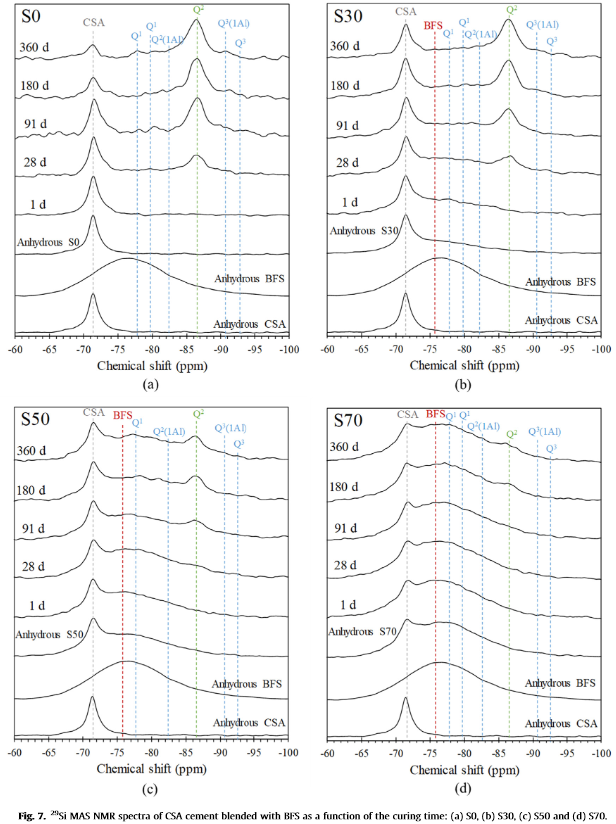 S0
CSA
Q¹
Q¹
Q²(1Al)
Q²
Q³(1Al)
Q³
360 d
180 d
91 d
28 d
1 d
Anhydrous S0
Anhydrous BFS
Anhydrous CSA
-60 -65 -70 -75 -80 -85 -90 -95 -100
Chemical shift (ppm)
(a)
S30
CSA
BFS
Q¹
Q¹
Q²(1Al)
Q²
Q³(1Al)
Q³
360 d
180 d
91 d
28 d
1 d
Anhydrous S30
Anhydrous BFS
Anhydrous CSA
-60 -65 -70 -75 -80 -85 -90 -95 -100
Chemical shift (ppm)
(b)
S50
CSA
BFS
Q¹
Q²(1Al)
Q²
Q³(1Al)
Q³
360 d
180 d
91 d
28 d
1 d
Anhydrous S50
Anhydrous BFS
Anhydrous CSA
-60 -65 -70 -75 -80 -85 -90 -95 -100
Chemical shift (ppm)
(c)
S70
CSA
BFS
Q¹
Q¹
Q²(1Al)
Q²
Q³(1Al)
Q³
360 d
180 d
91 d
28 d
1 d
Anhydrous S70
Anhydrous BFS
Anhydrous CSA
-60 -65 -70 -75 -80 -85 -90 -95 -100
Chemical shift (ppm)
(d)
Fig. 7. ²⁹Si MAS NMR spectra of CSA cement blended with BFS as a function of the curing time: (a) S0, (b) S30, (c) S50 and (d) S70.